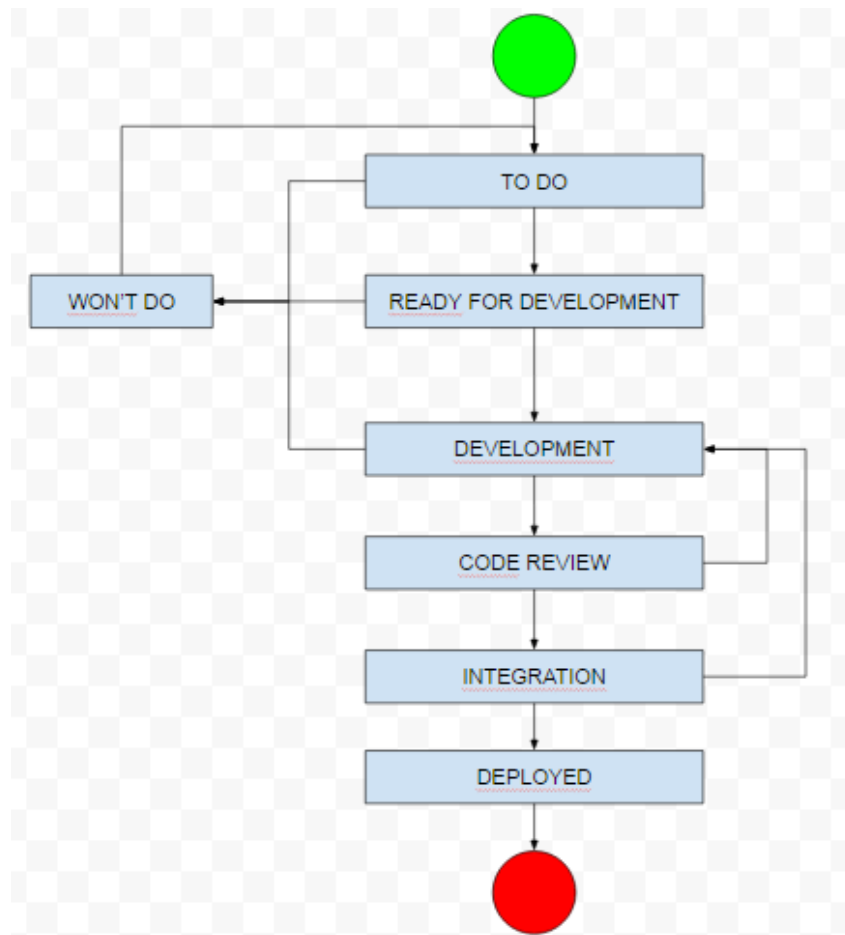 TO DO
WON'T DO
READY FOR DEVELOPMENT
DEVELOPMENT
CODE REVIEW
INTEGRATION
DEPLOYED